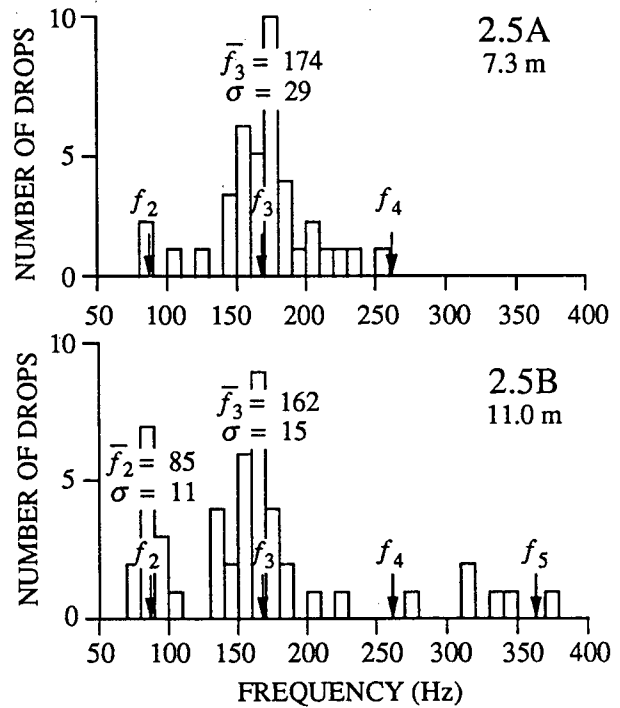 2.5A
7.3 m
NUMBER OF DROPS
10
5
0
f̅3 = 174
σ = 29
f2
f3
f4
50 100 150 200 250 300 350 400
2.5B
11.0 m
NUMBER OF DROPS
10
5
0
f̅3 = 162
σ = 15
f̅2 = 85
σ = 11
f2
f3
f4
f5
50 100 150 200 250 300 350 400
FREQUENCY (Hz)